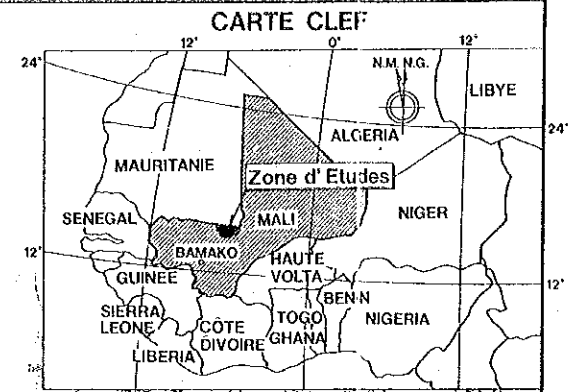 CARTE CLEF
12° 0° 12°
24°
N.M. N.G.
LIBYE
ALGERIA
24°
MAURITANIE
Zone d' Etudes
SENEGAL
MALI
NIGER
BAMAKO
12°
HAUTE
VOLTA
GUINEE
12°
BENIN
SIERRA
LEONE
CÔTE
DIVOIRE
TOGO
GHANA
NIGERIA
LIBERIA